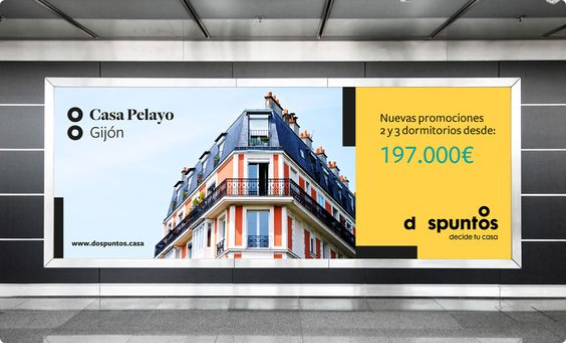 Casa Pelayo
Gijón
www.dospuntos.casa
Nuevas promociones
2 y 3 dormitorios desde:
197.000€
dospuntos
decide tu casa